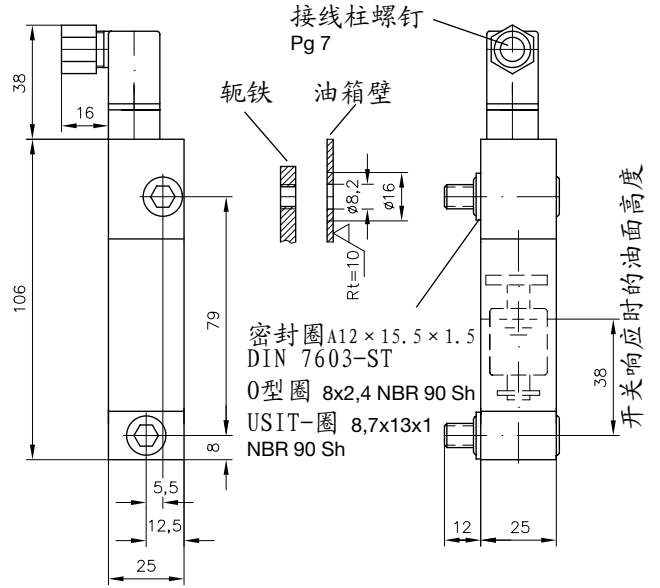 接线柱螺钉
Pg 7
38
16
轭铁
油箱壁
ø8,2
ø16
Rt=10
106
79
8
5,5
12,5
25
密封圈A12×15.5×1.5
DIN 7603-ST
O型圈 8x2,4 NBR 90 Sh
USIT-圈 8,7x13x1
NBR 90 Sh
38
开关响应时的油面高度
12
25